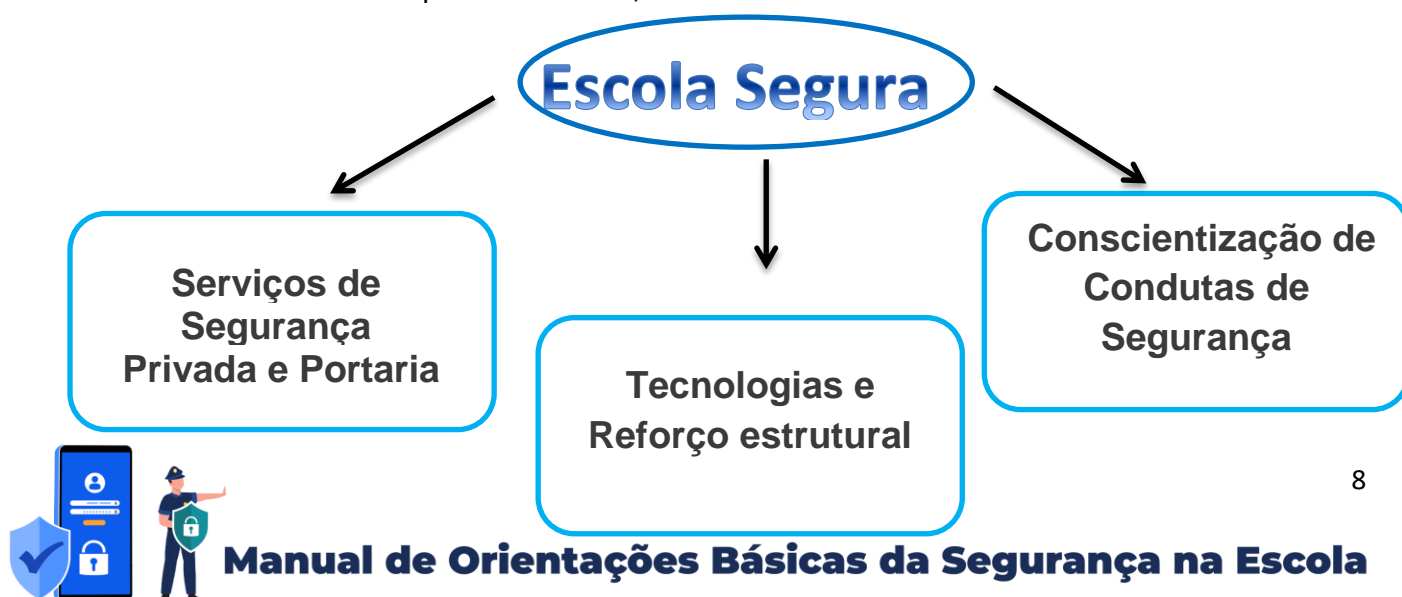 Escola Segura
Serviços de
Segurança
Privada e Portaria
Tecnologias e
Reforço estrutural
Conscientização de
Condutas de
Segurança
8
Manual de Orientações Básicas da Segurança na Escola